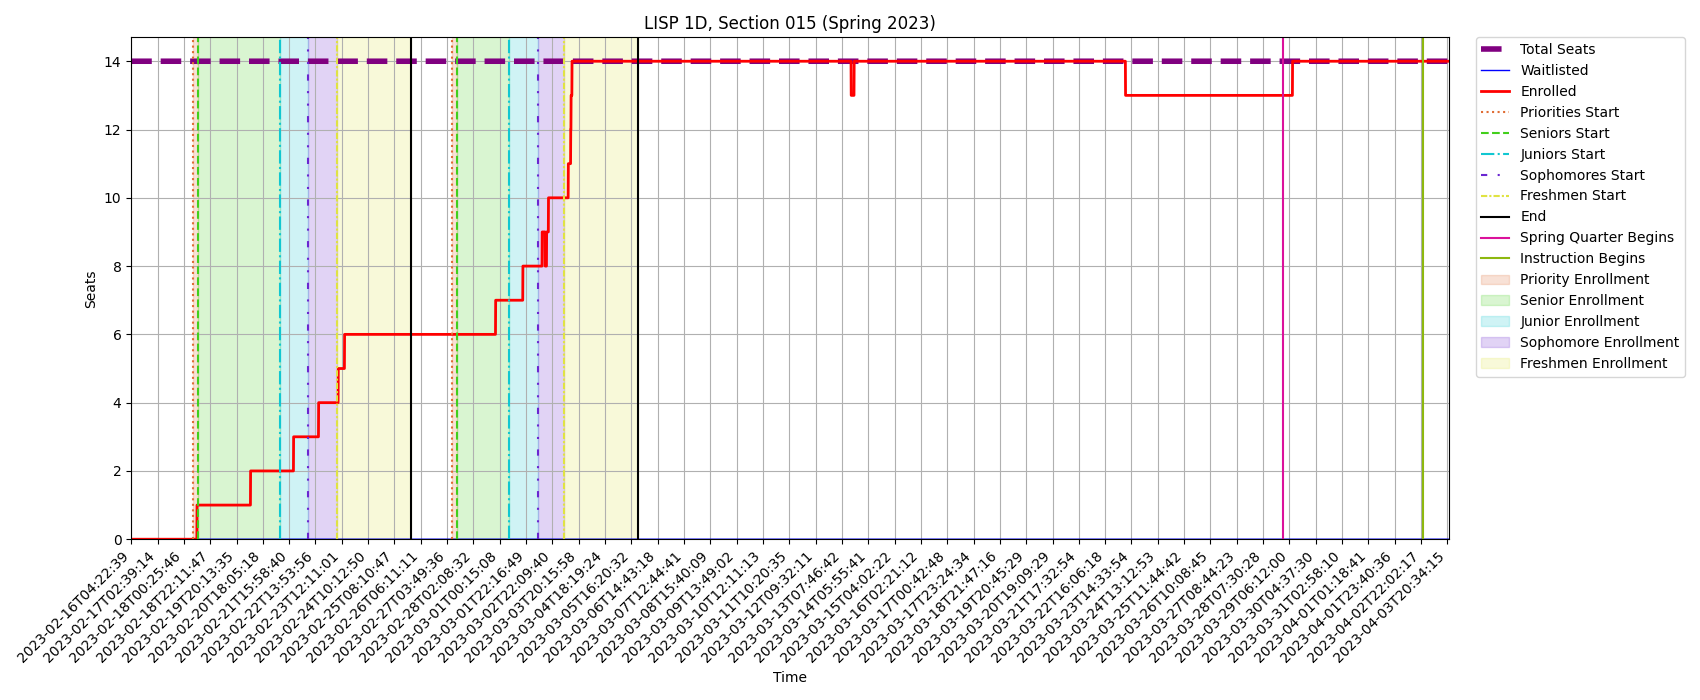 LISP 1D, Section 015 (Spring 2023)
Seats
14
12
10
8
6
4
2
0
2023-02-16T04:22:39
2023-02-17T02:39:14
2023-02-18T00:25:46
2023-02-18T22:11:47
2023-02-19T20:13:35
2023-02-20T18:05:18
2023-02-21T15:58:40
2023-02-22T13:53:56
2023-02-23T12:11:01
2023-02-24T10:12:50
2023-02-25T08:10:47
2023-02-26T06:11:11
2023-02-27T03:49:36
2023-02-28T02:08:32
2023-03-01T00:15:08
2023-03-01T22:16:49
2023-03-02T22:09:40
2023-03-03T20:15:58
2023-03-04T18:19:24
2023-03-05T16:20:32
2023-03-06T14:43:18
2023-03-07T12:44:41
2023-03-08T15:40:09
2023-03-09T13:49:02
2023-03-10T12:11:13
2023-03-11T10:20:35
2023-03-12T09:32:11
2023-03-13T07:46:42
2023-03-14T05:55:41
2023-03-15T04:02:22
2023-03-16T02:21:12
2023-03-17T00:42:48
2023-03-17T23:24:34
2023-03-18T21:47:16
2023-03-19T20:45:29
2023-03-20T19:09:29
2023-03-21T17:32:54
2023-03-22T16:06:18
2023-03-23T14:33:54
2023-03-24T13:12:53
2023-03-25T11:44:42
2023-03-26T10:08:45
2023-03-27T08:44:23
2023-03-28T07:30:28
2023-03-29T06:12:00
2023-03-30T04:37:30
2023-03-31T02:58:10
2023-04-01T01:18:41
2023-04-01T23:40:36
2023-04-02T22:02:17
2023-04-03T20:34:15
Time
Total Seats
Waitlisted
Enrolled
Priorities Start
Seniors Start
Juniors Start
Sophomores Start
Freshmen Start
End
Spring Quarter Begins
Instruction Begins
Priority Enrollment
Senior Enrollment
Junior Enrollment
Sophomore Enrollment
Freshmen Enrollment